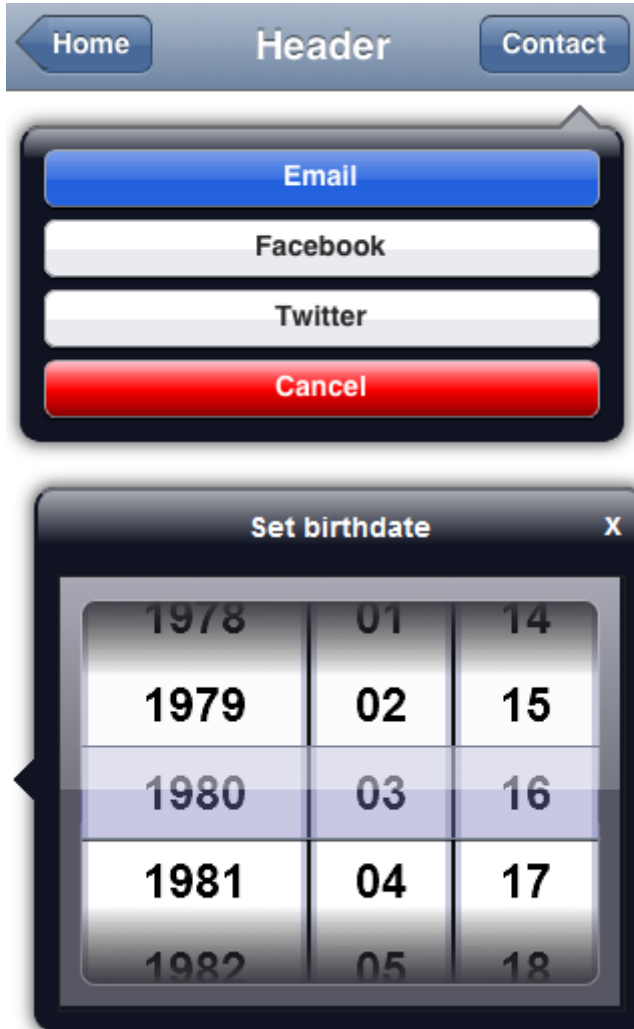 Home Header Contact
Email
Facebook
Twitter
Cancel
Set birthdate X
1978 01 14
1979 02 15
1980 03 16
1981 04 17
1982 05 18